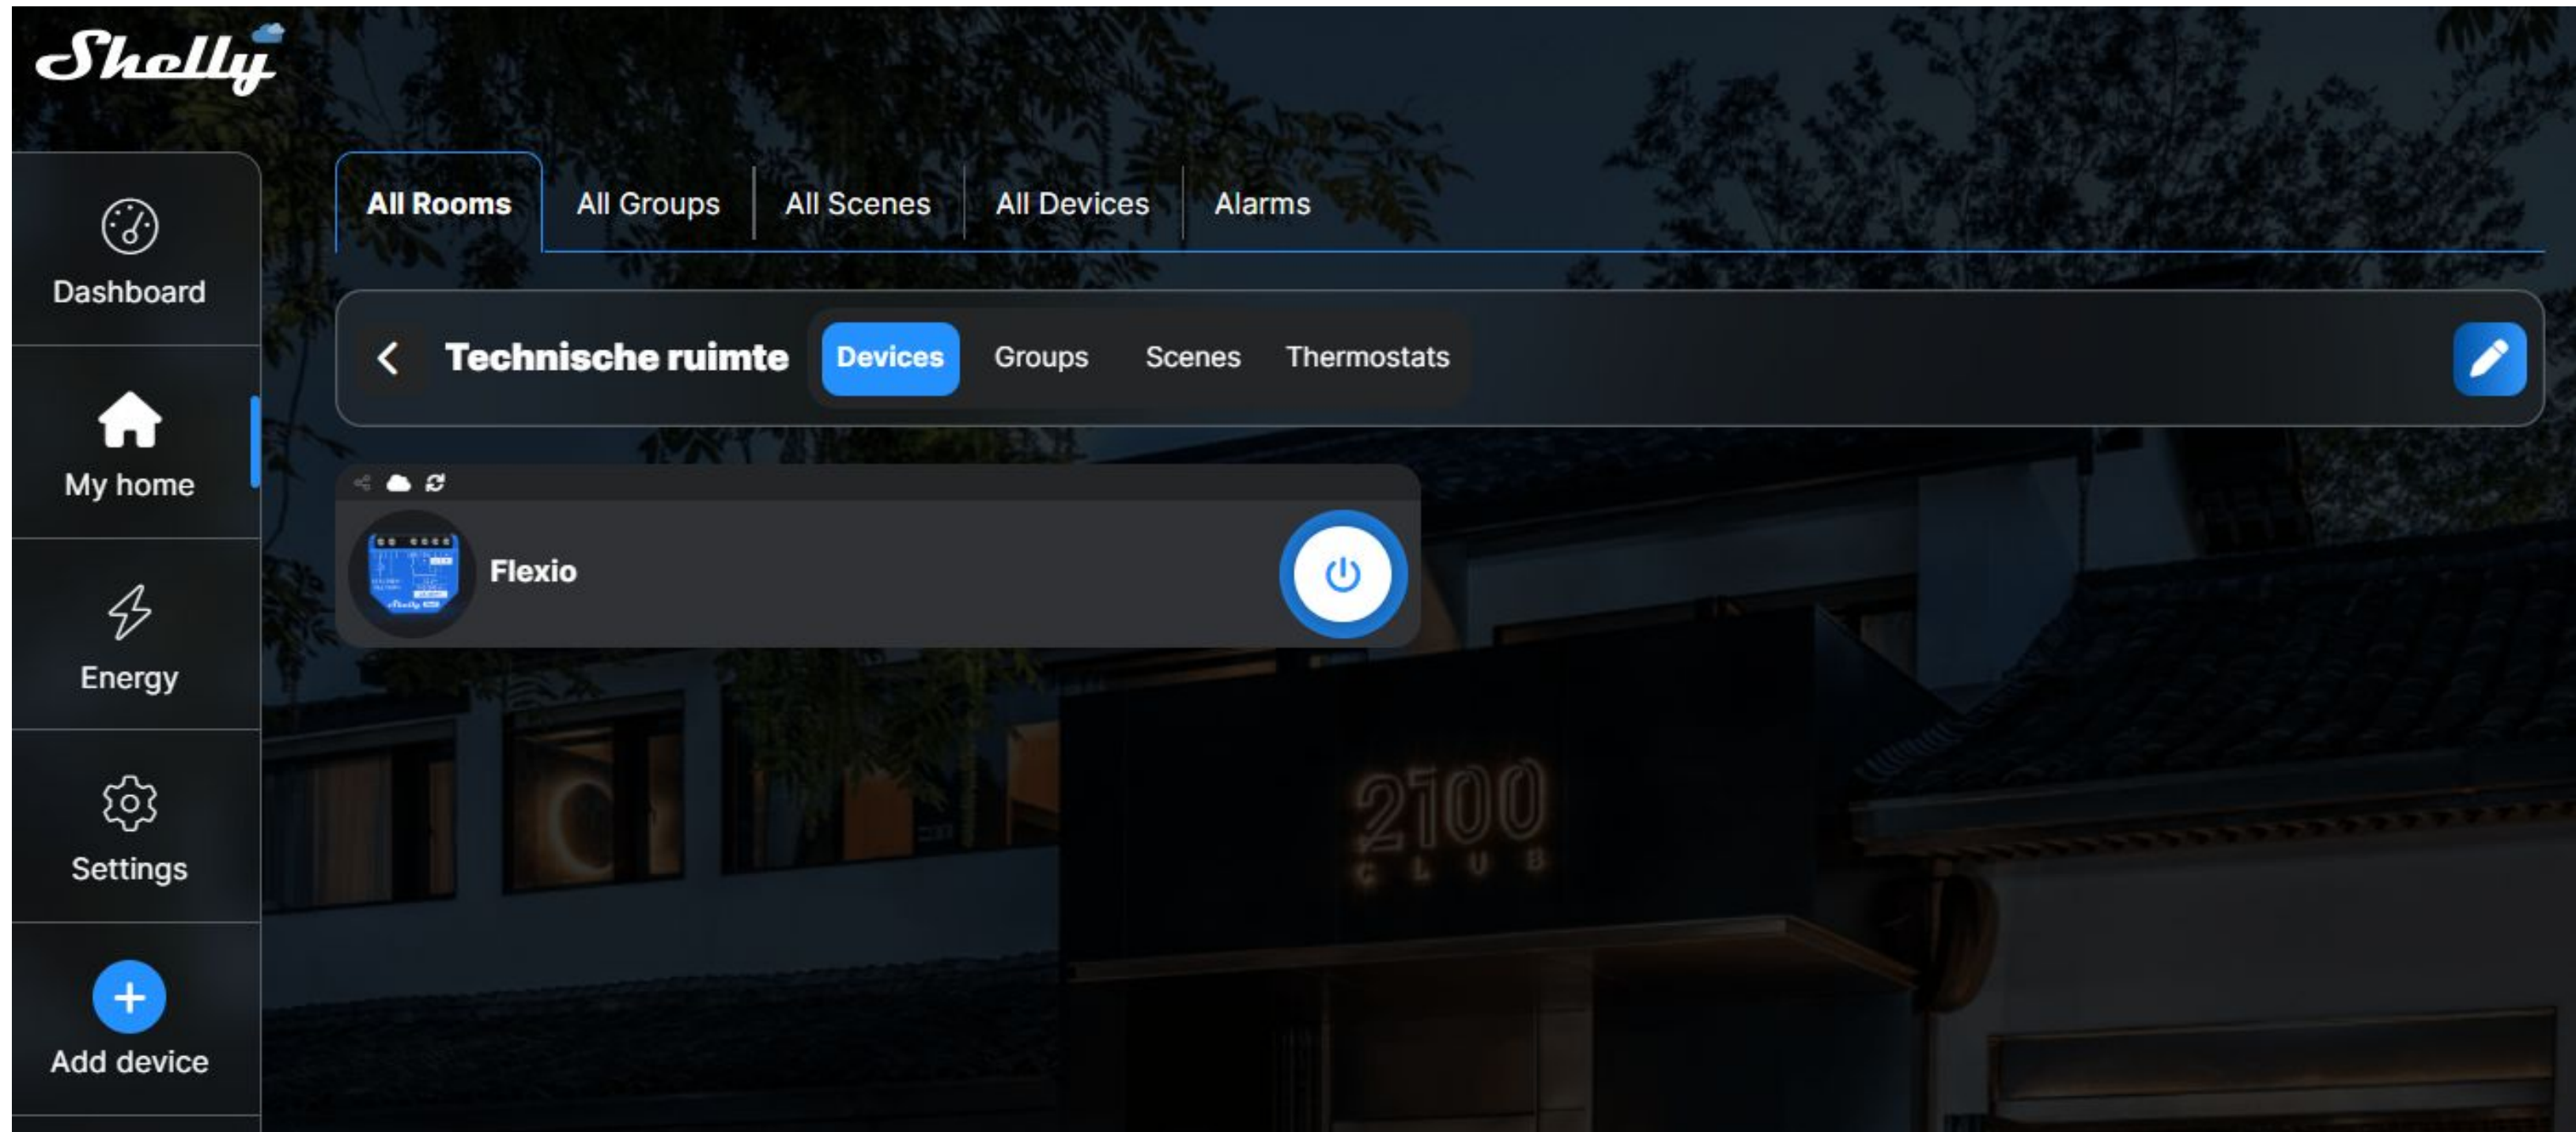 Shelly
Dashboard
My home
Energy
Settings
Add device
All Rooms
All Groups
All Scenes
All Devices
Alarms
Technische ruimte
Devices
Groups
Scenes
Thermostats
Flexio
2100
CLUB